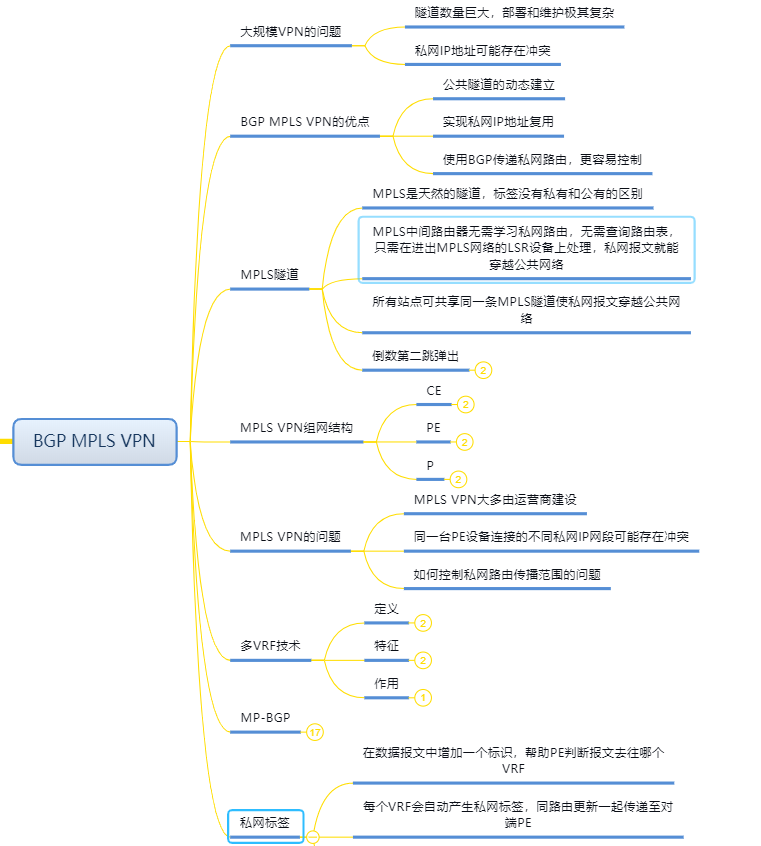 BGP MPLS VPN
大规模VPN的问题
隧道数量巨大，部署和维护极其复杂
私网IP地址可能存在冲突
BGP MPLS VPN的优点
公共隧道的动态建立
实现私网IP地址复用
使用BGP传递私网路由，更容易控制
MPLS隧道
MPLS是天然的隧道，标签没有私有和公有的区别
MPLS中间路由器无需学习私网路由，无需查询路由表，
只需在进出MPLS网络的LSR设备上处理，私网报文就能
穿越公共网络
所有站点可共享同一条MPLS隧道使私网报文穿越公共网
络
倒数第二跳弹出
2
MPLS VPN组网结构
CE
2
PE
2
P
2
MPLS VPN的问题
MPLS VPN大多由运营商建设
同一台PE设备连接的不同私网IP网段可能存在冲突
如何控制私网路由传播范围的问题
多VRF技术
定义
2
特征
2
作用
1
MP-BGP
17
私网标签
在数据报文中增加一个标识，帮助PE判断报文去往哪个
VRF
每个VRF会自动产生私网标签，同路由更新一起传递至对
端PE